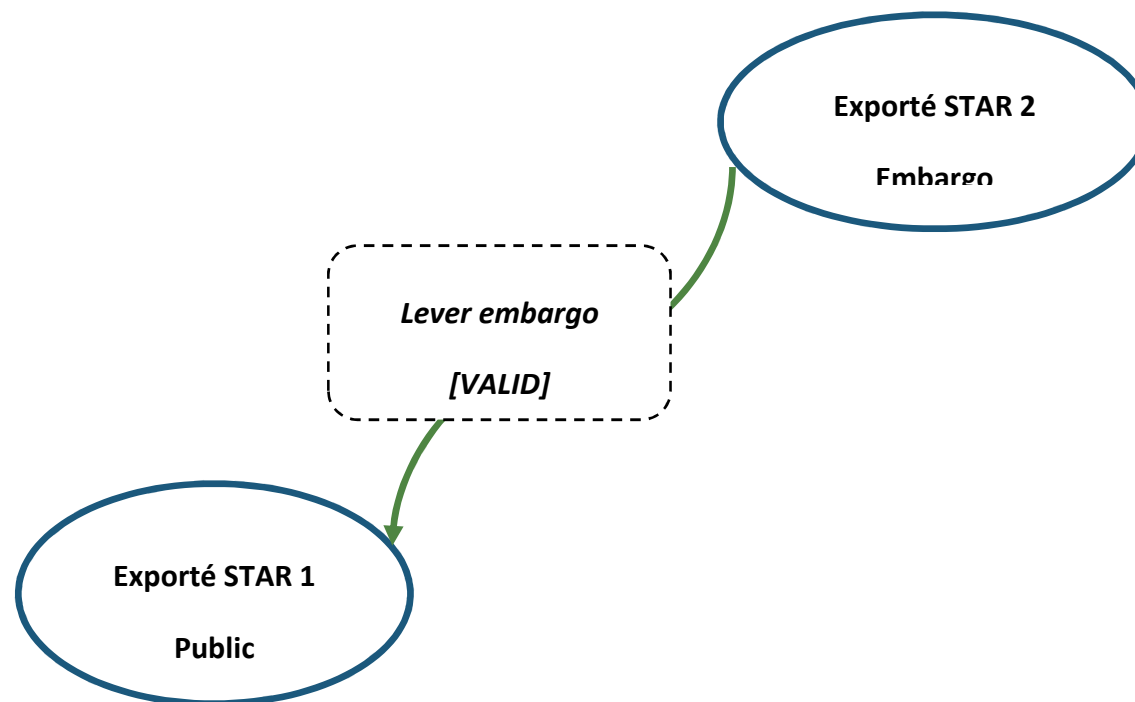 Exporté STAR 2
Embargo
Lever embargo
[VALID]
Exporté STAR 1
Public